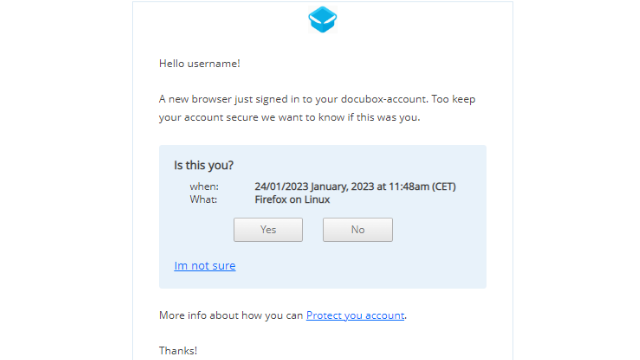 Hello username!
A new browser just signed in to your docubox-account. Too keep
your account secure we want to know if this was you.
Is this you?
when: 24/01/2023 January, 2023 at 11:48am (CET)
What: Firefox on Linux
Yes No
Im not sure
More info about how you can Protect you account.
Thanks!